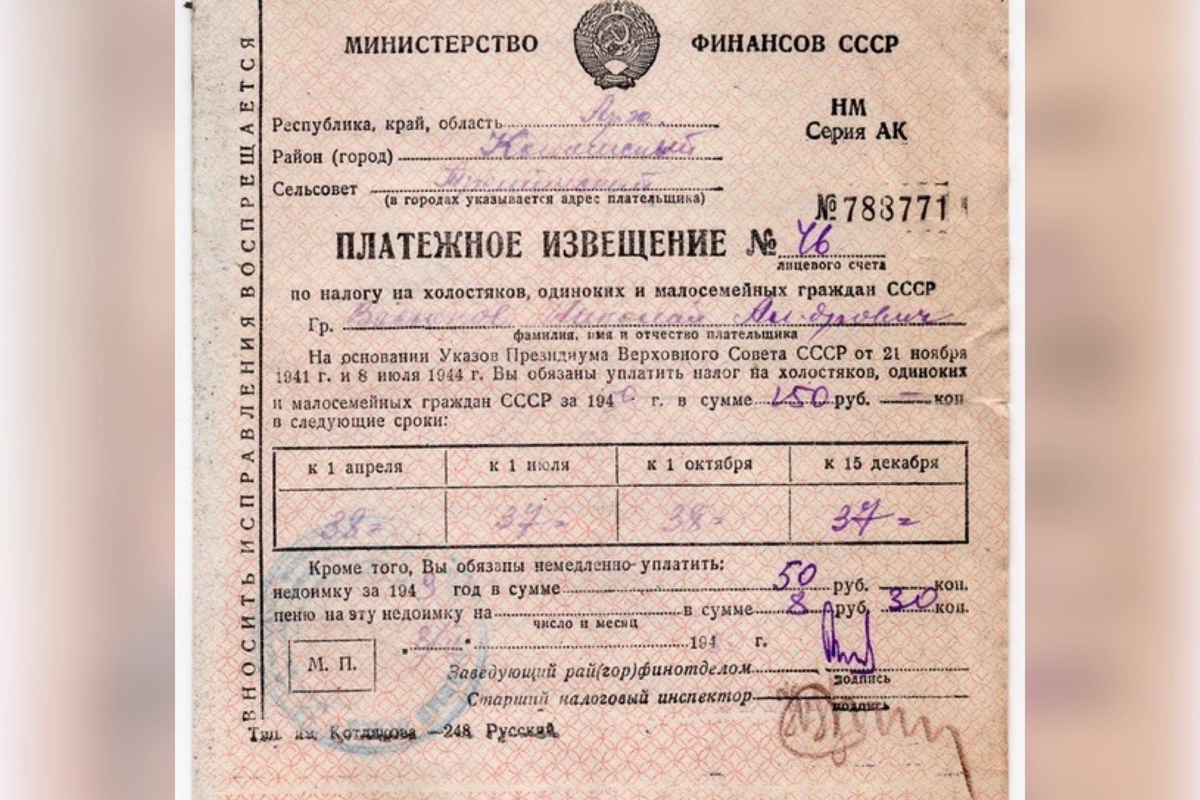 ВНОСИТЬ ИСПРАВЛЕНИЯ ВОСПРЕЩАЕТСЯ
МИНИСТЕРСТВО ФИНАНСОВ СССР
НМ
Серия АК
Республика, край, область
Район (город)
Сельсовет
(в городах указывается адрес плательщика)
№ 788771
ПЛАТЕЖНОЕ ИЗВЕЩЕНИЕ № 46
лицевого счета
по налогу на холостяков, одиноких и малосемейных граждан СССР
Гр. Николай
фамилия, имя и отчество плательщика
На основании Указов Президиума Верховного Совета СССР от 21 ноября
1941 г. и 8 июля 1944 г. Вы обязаны уплатить налог на холостяков, одиноких
и малосемейных граждан СССР за 194 г. в сумме 150 руб. — коп
в следующие сроки:
к 1 апреля к 1 июля к 1 октября к 15 декабря
38= 37= 38= 37=
Кроме того, Вы обязаны немедленно уплатить:
недоимку за 1949 год в сумме 50 руб. коп.
пеню на эту недоимку на в сумме 8 руб. 30 коп.
число и месяц
194 г.
М. П.
Заведующий рай(гор)финотделом
подпись
Старший налоговый инспектор
подпись
Тип. им. Котлякова —248 Русский.